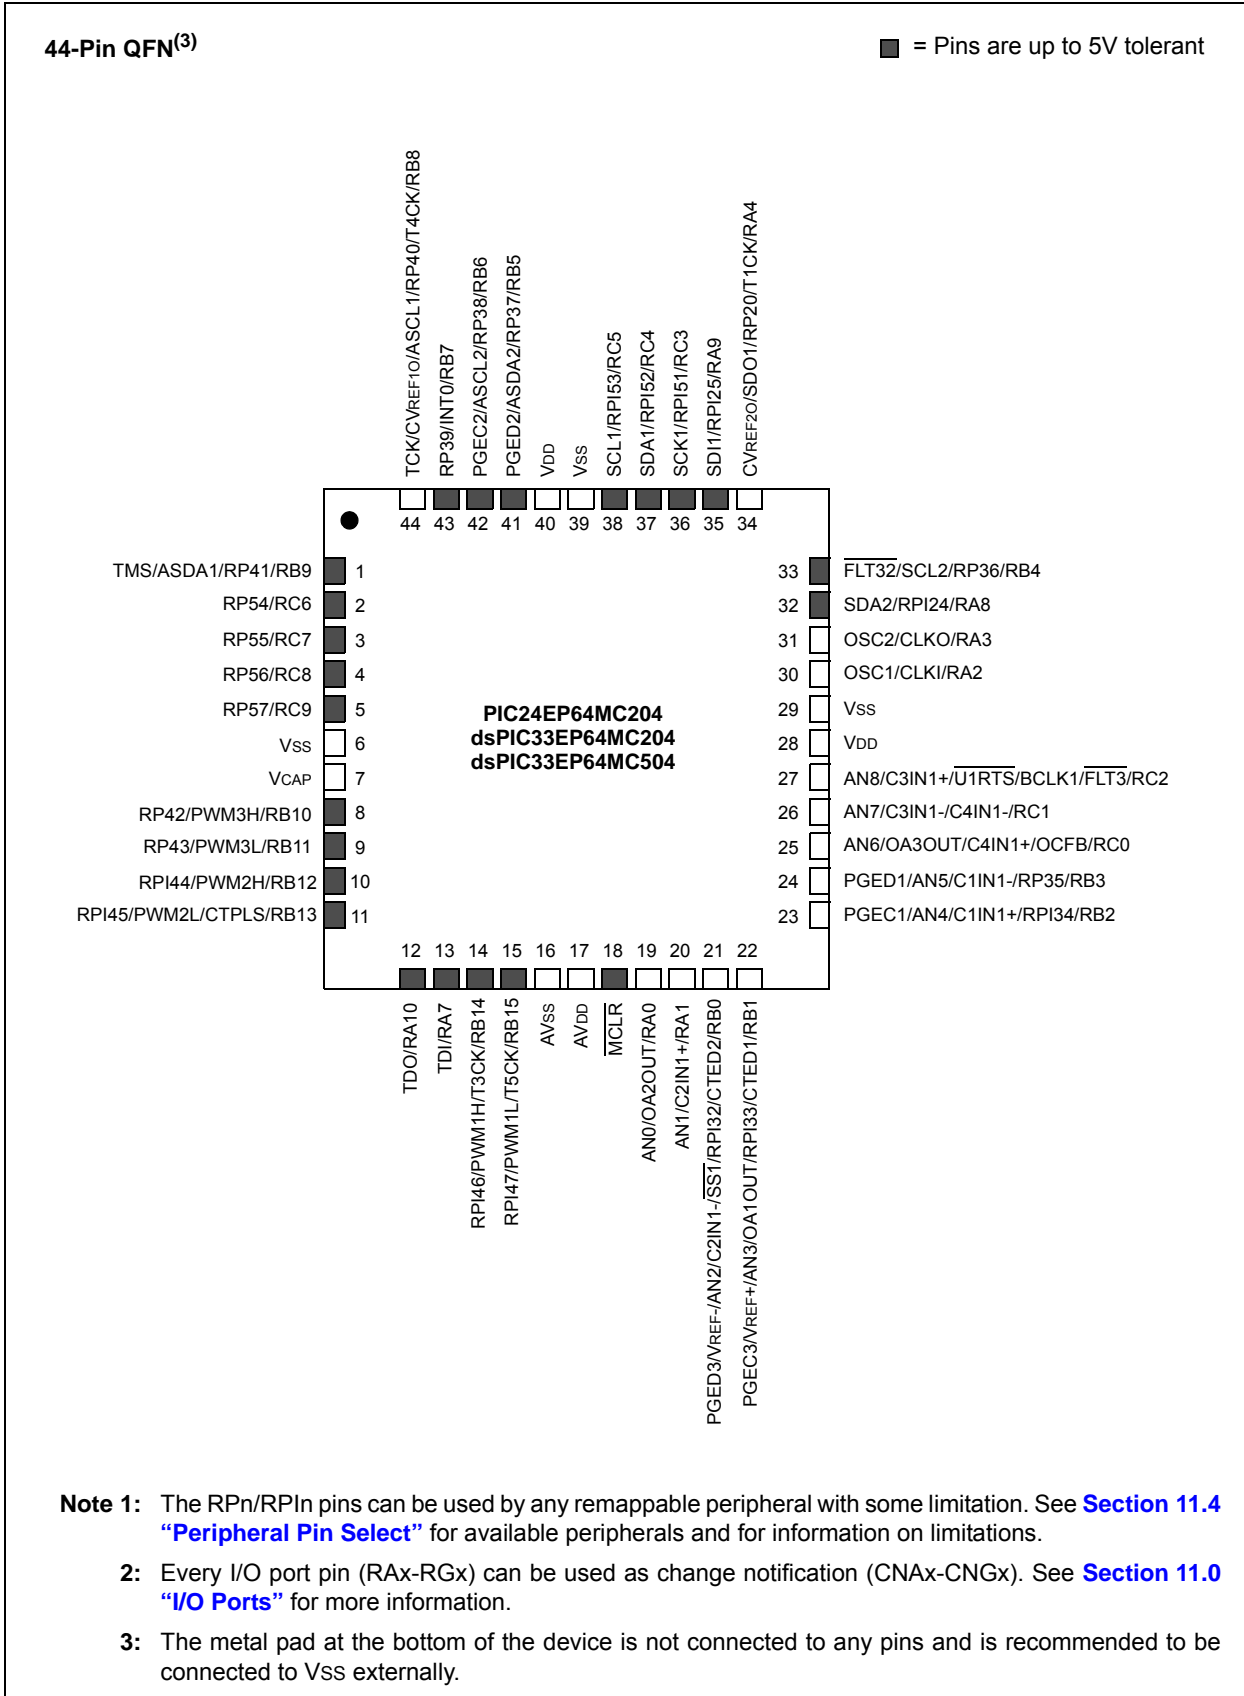 44-Pin QFN(3)
= Pins are up to 5V tolerant
TCK/CVREF1O/ASCL1/RP40/T4CK/RB8
RP39/INT0/RB7
PGEC2/ASCL2/RP38/RB6
PGED2/ASDA2/RP37/RB5
VDD
VSS
SCL1/RPI53/RC5
SDA1/RPI52/RC4
SCK1/RPI51/RC3
SDI1/RPI25/RA9
CVREF2O/SDO1/RP20/T1CK/RA4
44 43 42 41 40 39 38 37 36 35 34
TMS/ASDA1/RP41/RB9 1
RP54/RC6 2
RP55/RC7 3
RP56/RC8 4
RP57/RC9 5
VSS 6
VCAP 7
RP42/PWM3H/RB10 8
RP43/PWM3L/RB11 9
RPI44/PWM2H/RB12 10
RPI45/PWM2L/CTPLS/RB13 11
PIC24EP64MC204
dsPIC33EP64MC204
dsPIC33EP64MC504
33 FLT32/SCL2/RP36/RB4
32 SDA2/RPI24/RA8
31 OSC2/CLKO/RA3
30 OSC1/CLKI/RA2
29 VSS
28 VDD
27 AN8/C3IN1+/U1RTS/BCLK1/FLT3/RC2
26 AN7/C3IN1-/C4IN1-/RC1
25 AN6/OA3OUT/C4IN1+/OCFB/RC0
24 PGED1/AN5/C1IN1-/RP35/RB3
23 PGEC1/AN4/C1IN1+/RPI34/RB2
12 13 14 15 16 17 18 19 20 21 22
TDO/RA10
TDI/RA7
RPI46/PWM1H/T3CK/RB14
RPI47/PWM1L/T5CK/RB15
AVSS
AVDD
MCLR
AN0/OA2OUT/RA0
AN1/C2IN1+/RA1
PGED3/VREF-/AN2/C2IN1-/SS1/RPI32/CTED2/RB0
PGEC3/VREF+/AN3/OA1OUT/RPI33/CTED1/RB1
Note 1: The RPn/RPIn pins can be used by any remappable peripheral with some limitation. See Section 11.4
“Peripheral Pin Select” for available peripherals and for information on limitations.
2: Every I/O port pin (RAx-RGx) can be used as change notification (CNAx-CNGx). See Section 11.0
“I/O Ports” for more information.
3: The metal pad at the bottom of the device is not connected to any pins and is recommended to be
connected to VSS externally.